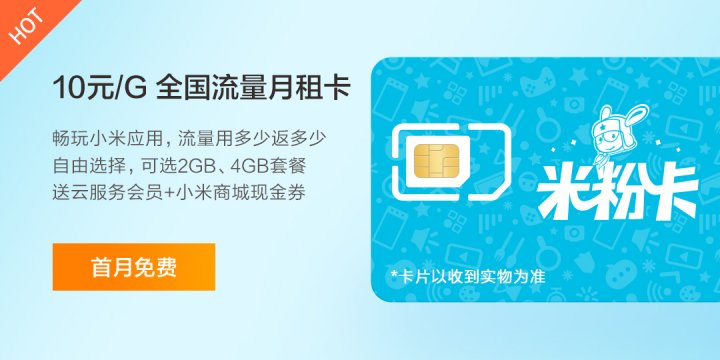 HOT
10元/G 全国流量月租卡
畅玩小米应用，流量用多少返多少
自由选择，可选2GB、4GB套餐
送云服务会员+小米商城现金券
首月免费
米粉卡
*卡片以收到实物为准